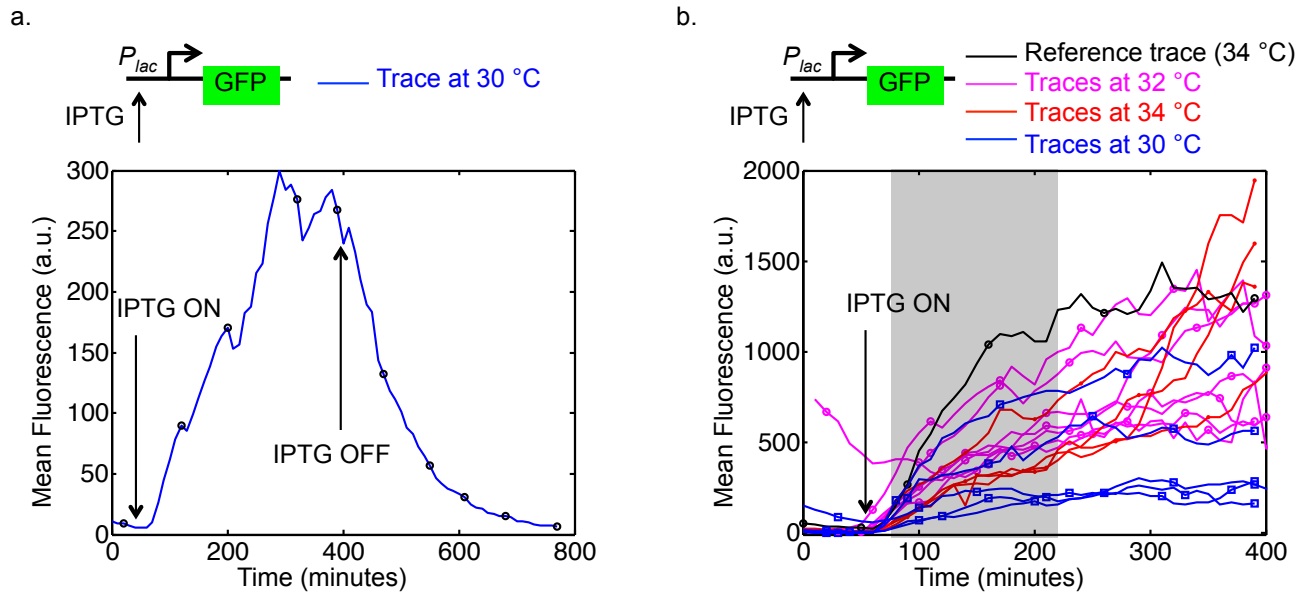 a.
P_lac
GFP
IPTG
Trace at 30 °C
300
250
200
150
100
50
0
Mean Fluorescence (a.u.)
IPTG ON
IPTG OFF
0 200 400 600 800
Time (minutes)
b.
P_lac
GFP
IPTG
Reference trace (34 °C)
Traces at 32 °C
Traces at 34 °C
Traces at 30 °C
2000
1500
1000
500
0
Mean Fluorescence (a.u.)
IPTG ON
0 100 200 300 400
Time (minutes)